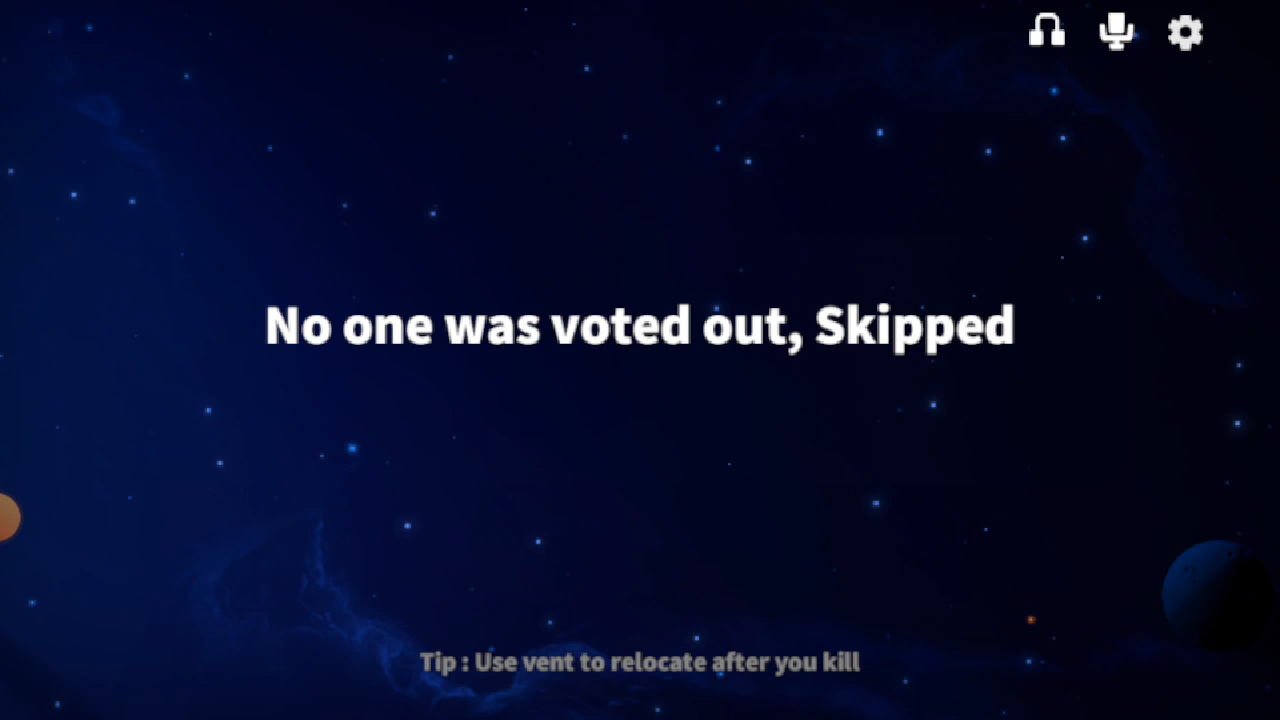 No one was voted out, Skipped
Tip : Use vent to relocate after you kill